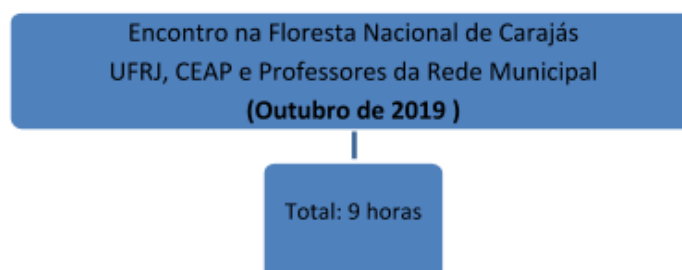 Encontro na Floresta Nacional de Carajás
UFRJ, CEAP e Professores da Rede Municipal
(Outubro de 2019 )
Total: 9 horas